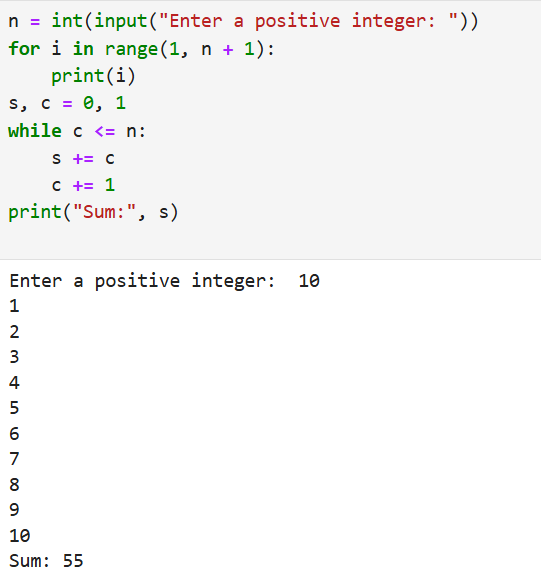 n = int(input("Enter a positive integer: "))
for i in range(1, n + 1):
    print(i)
s, c = 0, 1
while c <= n:
    s += c
    c += 1
print("Sum:", s)
Enter a positive integer:  10
1
2
3
4
5
6
7
8
9
10
Sum: 55